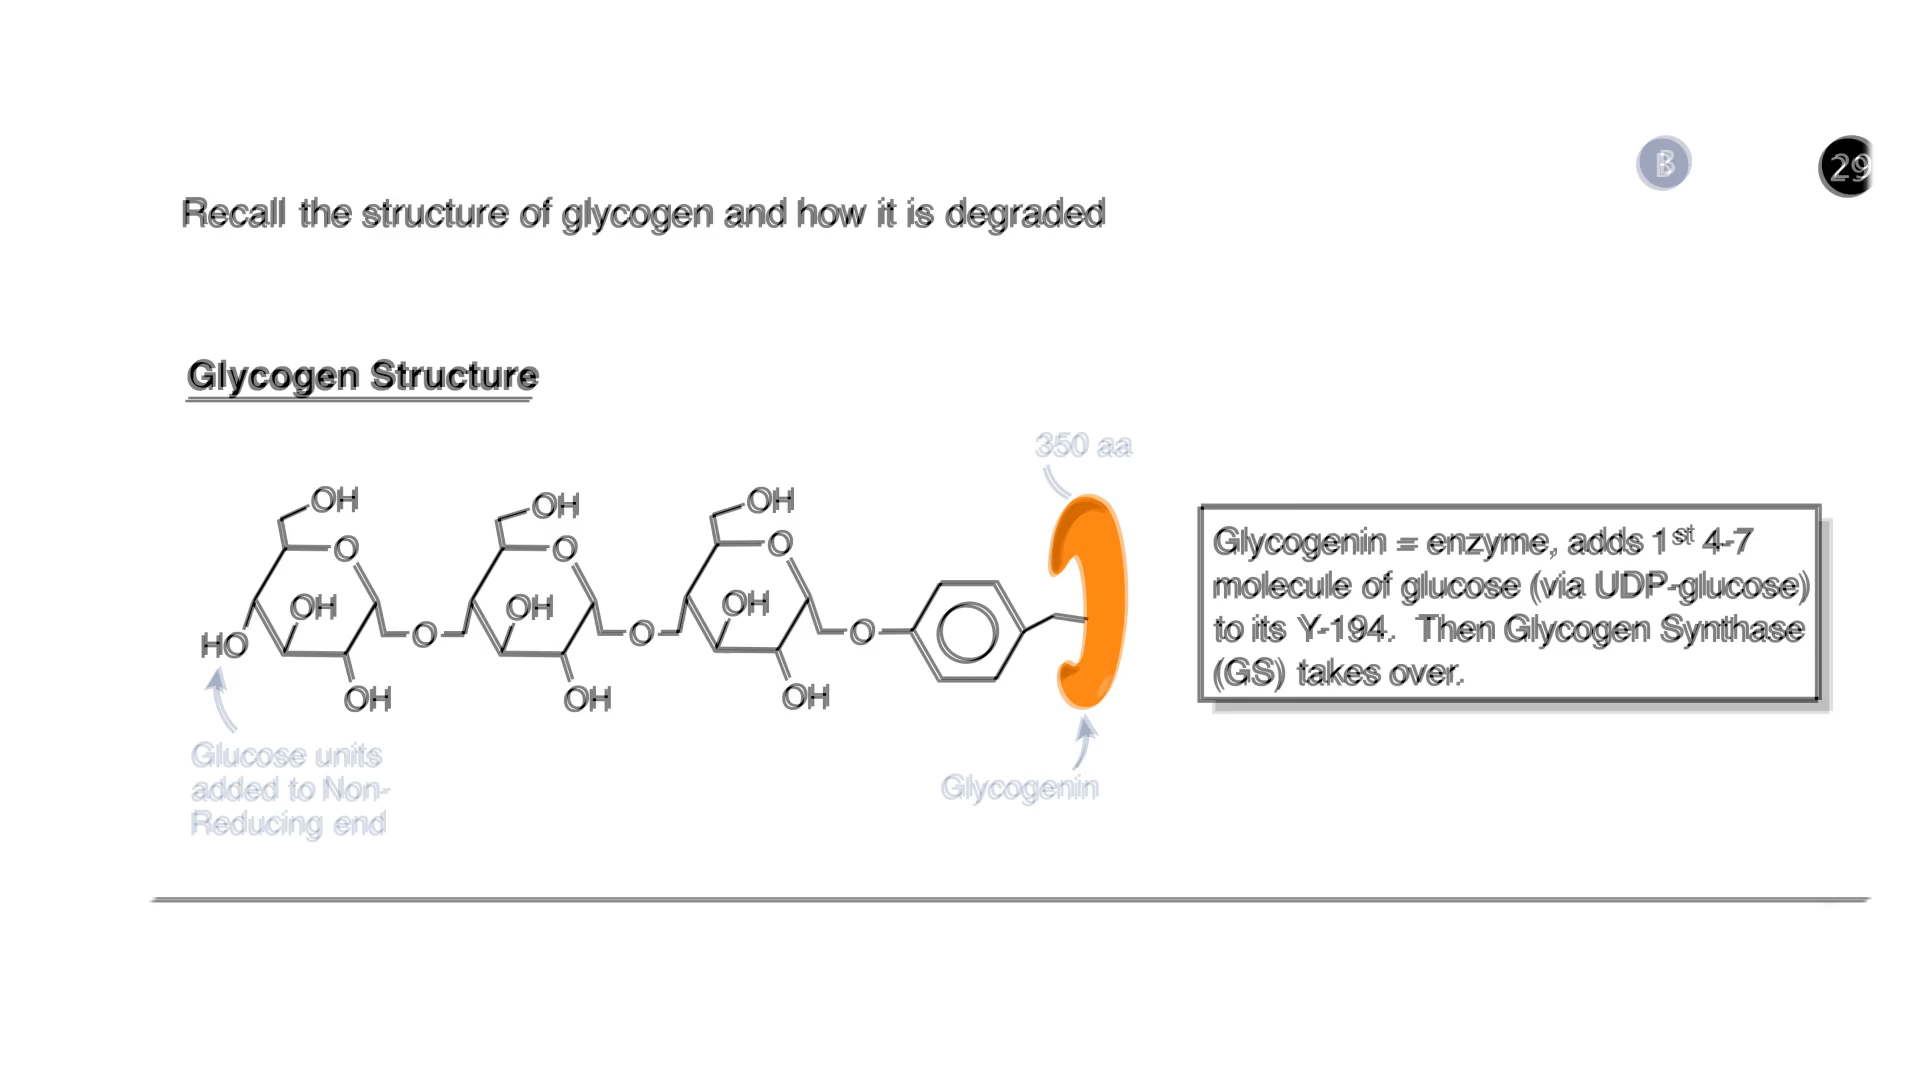 B
29
Recall the structure of glycogen and how it is degraded
Glycogen Structure
350 aa
OH
OH
OH
O
O
O
OH
OH
OH
HO
O
O
O
OH
OH
OH
Glycogenin = enzyme, adds 1st 4-7
molecule of glucose (via UDP-glucose)
to its Y-194. Then Glycogen Synthase
(GS) takes over.
Glucose units
added to Non-
Reducing end
Glycogenin